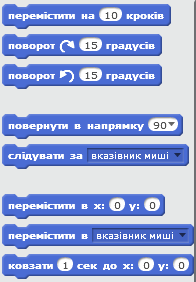 перемістити на 10 кроків
поворот 15 градусів
поворот 15 градусів
повернути в напрямку 90
слідувати за вказівник миші
перемістити в x: 0 y: 0
перемістити в вказівник миші
ковзати 1 сек до x: 0 y: 0